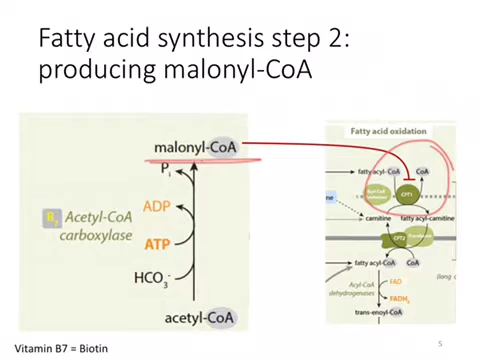 Fatty acid synthesis step 2:
producing malonyl-CoA
malonyl-CoA
Pi
ADP
B7 Acetyl-CoA
carboxylase
ATP
HCO3-
acetyl-CoA
Fatty acid oxidation
fatty acyl-CoA CoA
CPT1
carnitine fatty acyl-carnitine
CPT2
fatty acyl-CoA CoA
Acyl-CoA
dehydrogenases
FAD
FADH2
trans-enoyl-CoA
Vitamin B7 = Biotin
5